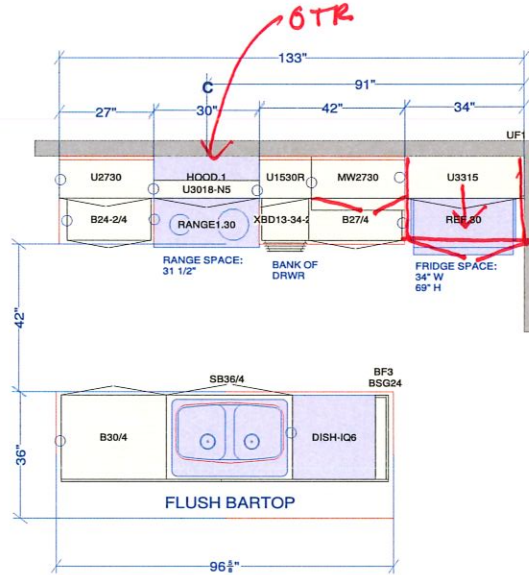 OTR
133"
91"
C
27"
30"
42"
34"
UF1
U2730
HOOD.1
U3018-N5
U1530R
MW2730
U3315
B24-2/4
RANGE1.30
XBD13-34-2
B27/4
REF.30
RANGE SPACE:
31 1/2"
BANK OF
DRWR
FRIDGE SPACE:
34" W
69" H
42"
SB36/4
BF3
BSG24
B30/4
DISH-IQ6
36"
FLUSH BARTOP
96 5/8"